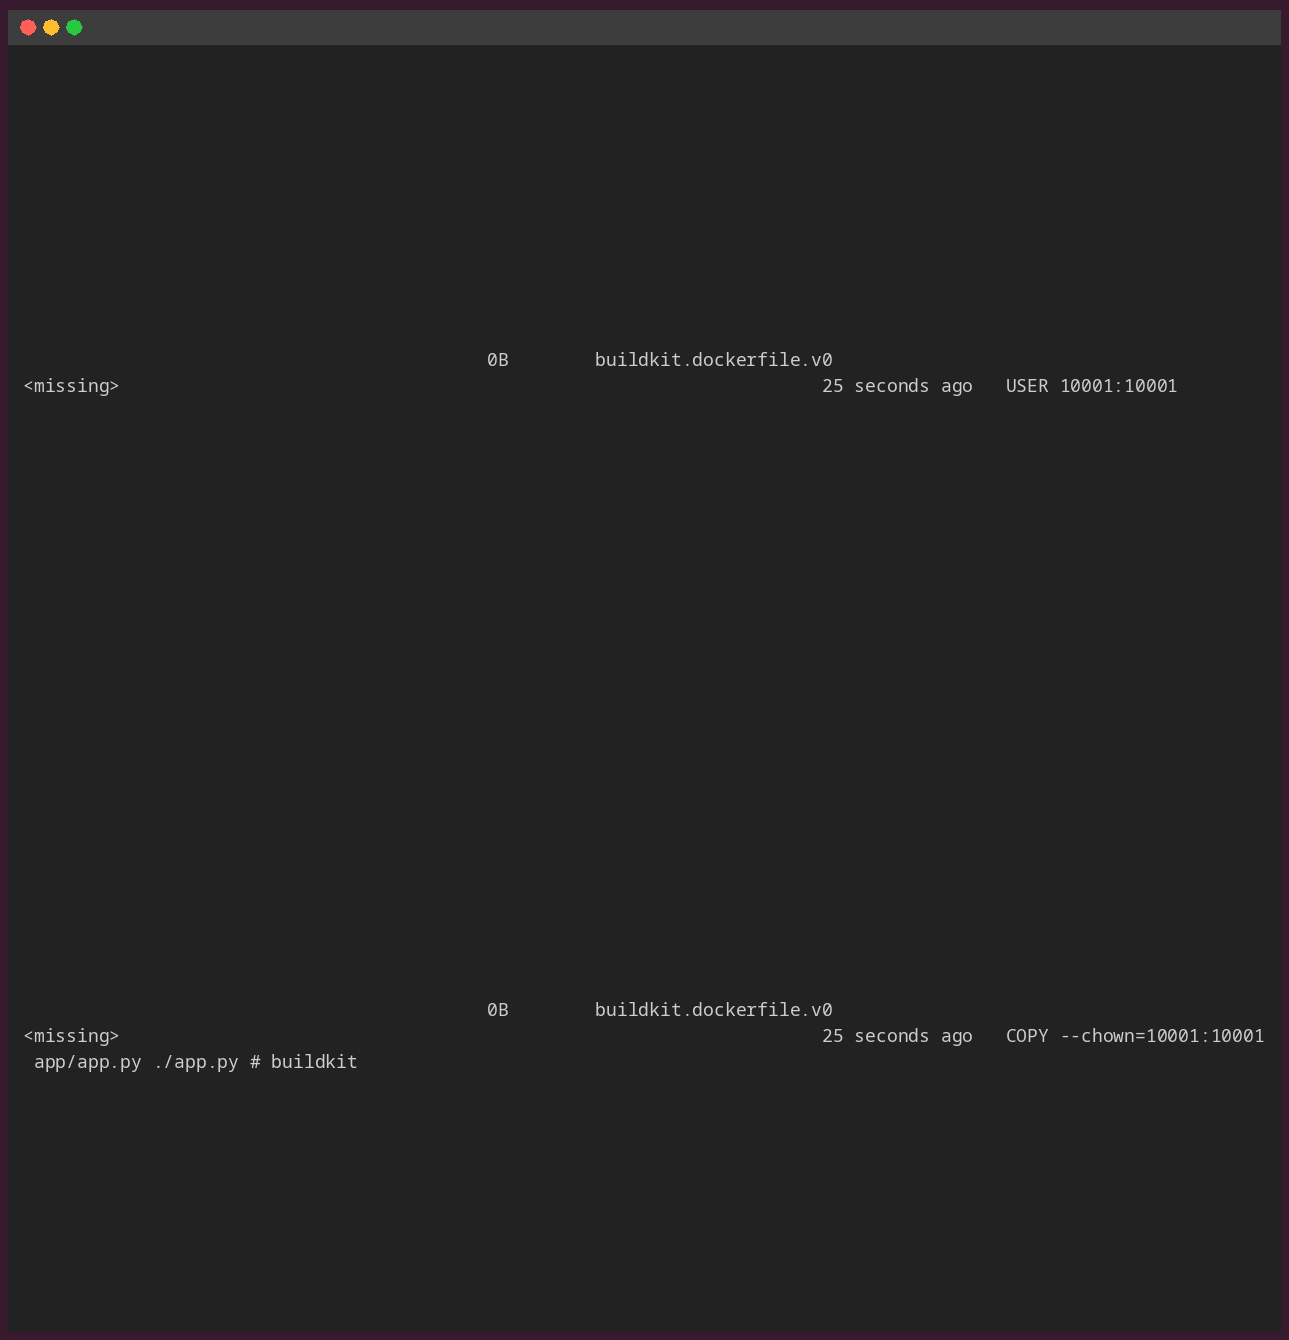 0B buildkit.dockerfile.v0
<missing> 25 seconds ago USER 10001:10001
0B buildkit.dockerfile.v0
<missing> 25 seconds ago COPY --chown=10001:10001
app/app.py ./app.py # buildkit